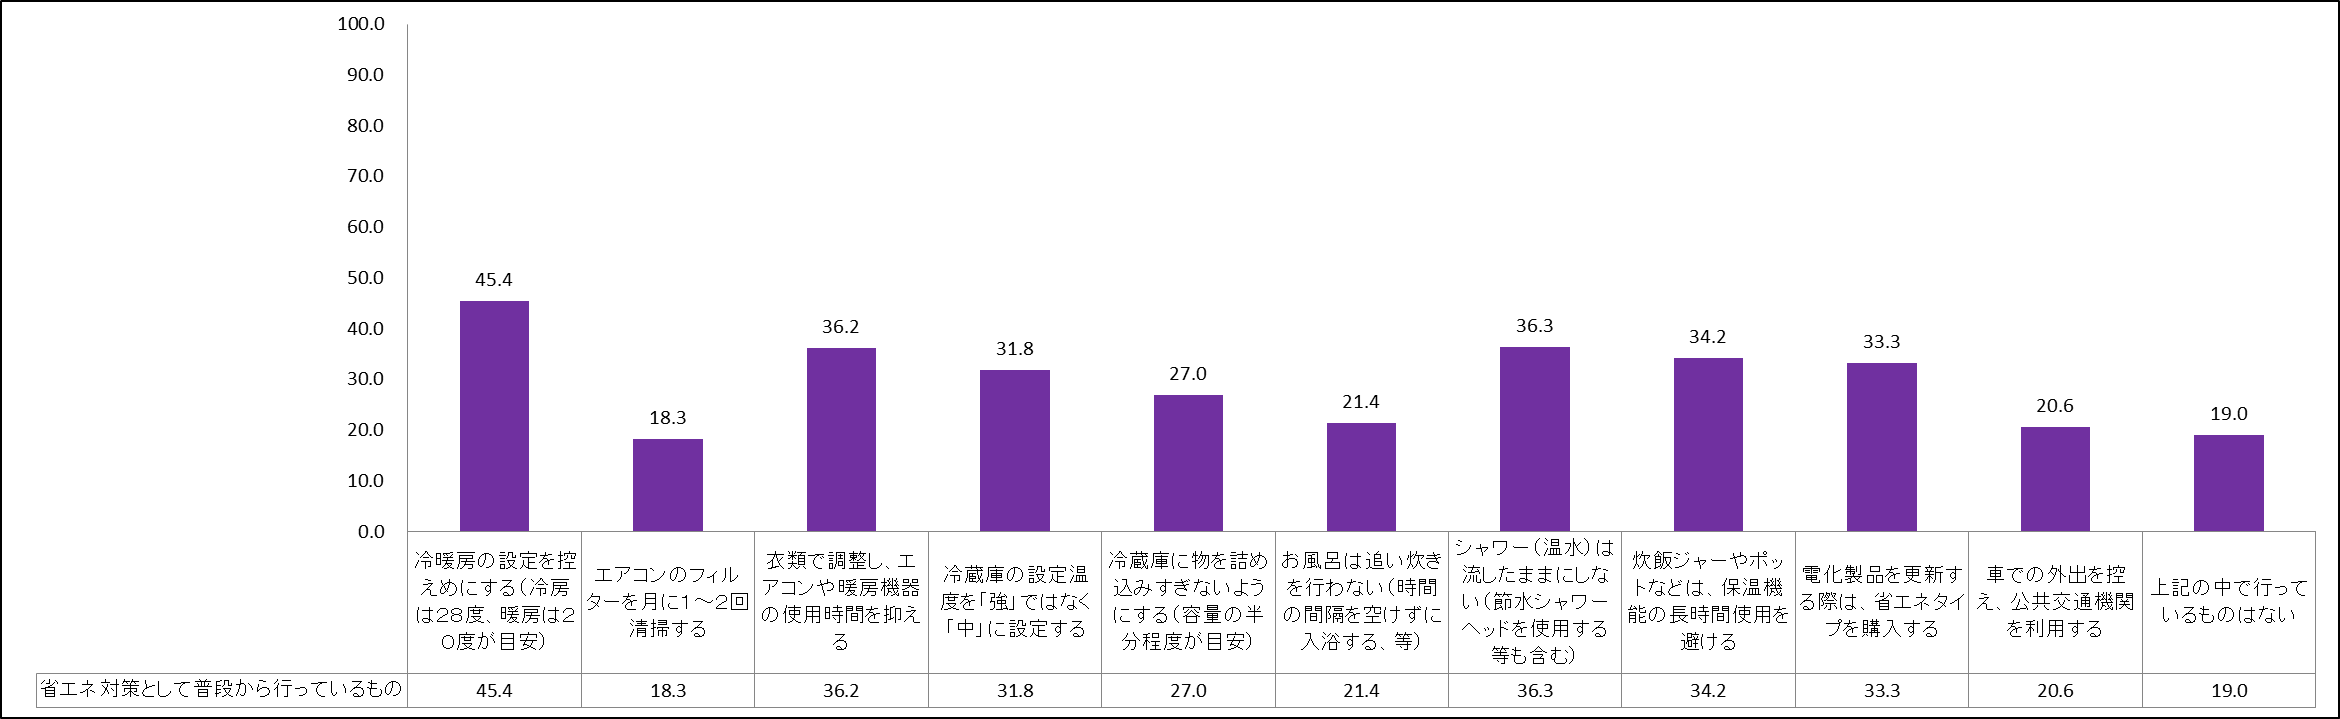 100.0
90.0
80.0
70.0
60.0
50.0
40.0
30.0
20.0
10.0
0.0
45.4
18.3
36.2
31.8
27.0
21.4
36.3
34.2
33.3
20.6
19.0
冷暖房の設定を控
えめにする（冷房
は２８度、暖房は２
０度が目安）
エアコンのフィル
ターを月に１～２回
清掃する
衣類で調整し、エ
アコンや暖房機器
の使用時間を抑え
る
冷蔵庫の設定温
度を「強」ではなく
「中」に設定する
冷蔵庫に物を詰め
込みすぎないよう
にする（容量の半
分程度が目安）
お風呂は追い炊き
を行わない（時間
の間隔を空けずに
入浴する、等）
シャワー（温水）は
流したままにしな
い（節水シャワー
ヘッドを使用する
等も含む）
炊飯ジャーやポッ
トなどは、保温機
能の長時間使用を
避ける
電化製品を更新す
る際は、省エネタイ
プを購入する
車での外出を控
え、公共交通機関
を利用する
上記の中で行って
いるものはない
省エネ対策として普段から行っているもの
45.4
18.3
36.2
31.8
27.0
21.4
36.3
34.2
33.3
20.6
19.0